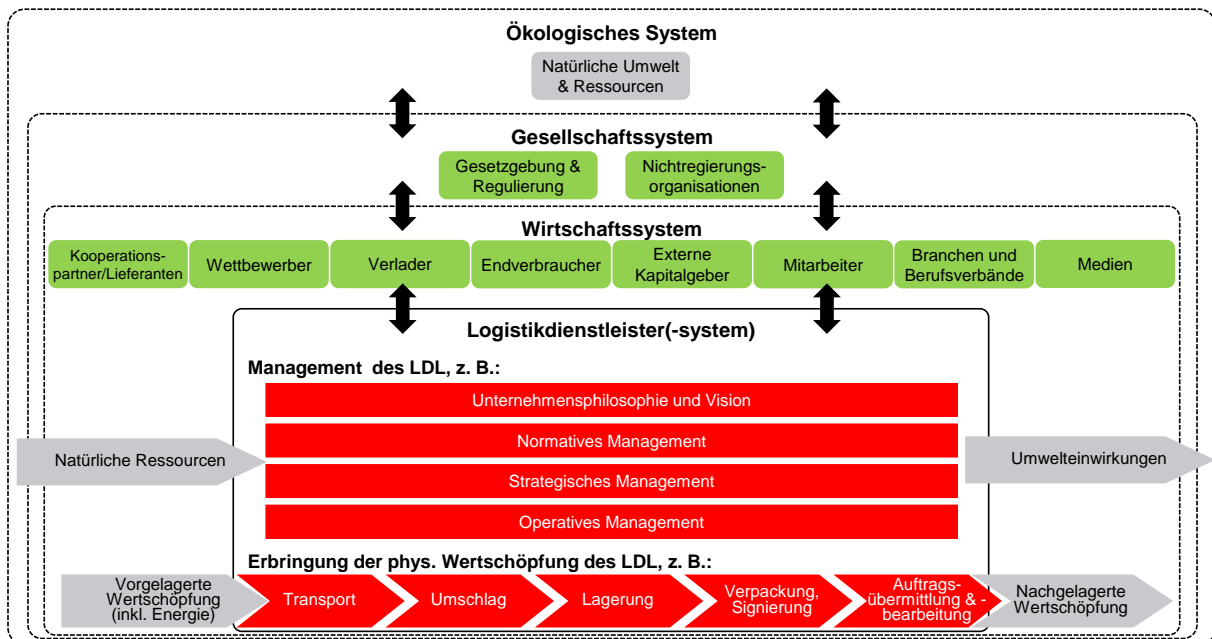 Ökologisches System
Natürliche Umwelt
& Ressourcen
Gesellschaftssystem
Gesetzgebung &
Regulierung
Nichtregierungs-
organisationen
Wirtschaftssystem
Kooperations-
partner/Lieferanten
Wettbewerber
Verlader
Endverbraucher
Externe
Kapitalgeber
Mitarbeiter
Branchen und
Berufsverbände
Medien
Logistikdienstleister(-system)
Management des LDL, z. B.:
Unternehmensphilosophie und Vision
Normatives Management
Strategisches Management
Operatives Management
Natürliche Ressourcen
Umwelteinwirkungen
Erbringung der phys. Wertschöpfung des LDL, z. B.:
Vorgelagerte
Wertschöpfung
(inkl. Energie)
Transport
Umschlag
Lagerung
Verpackung,
Signierung
Auftrags-
übermittlung & -
bearbeitung
Nachgelagerte
Wertschöpfung